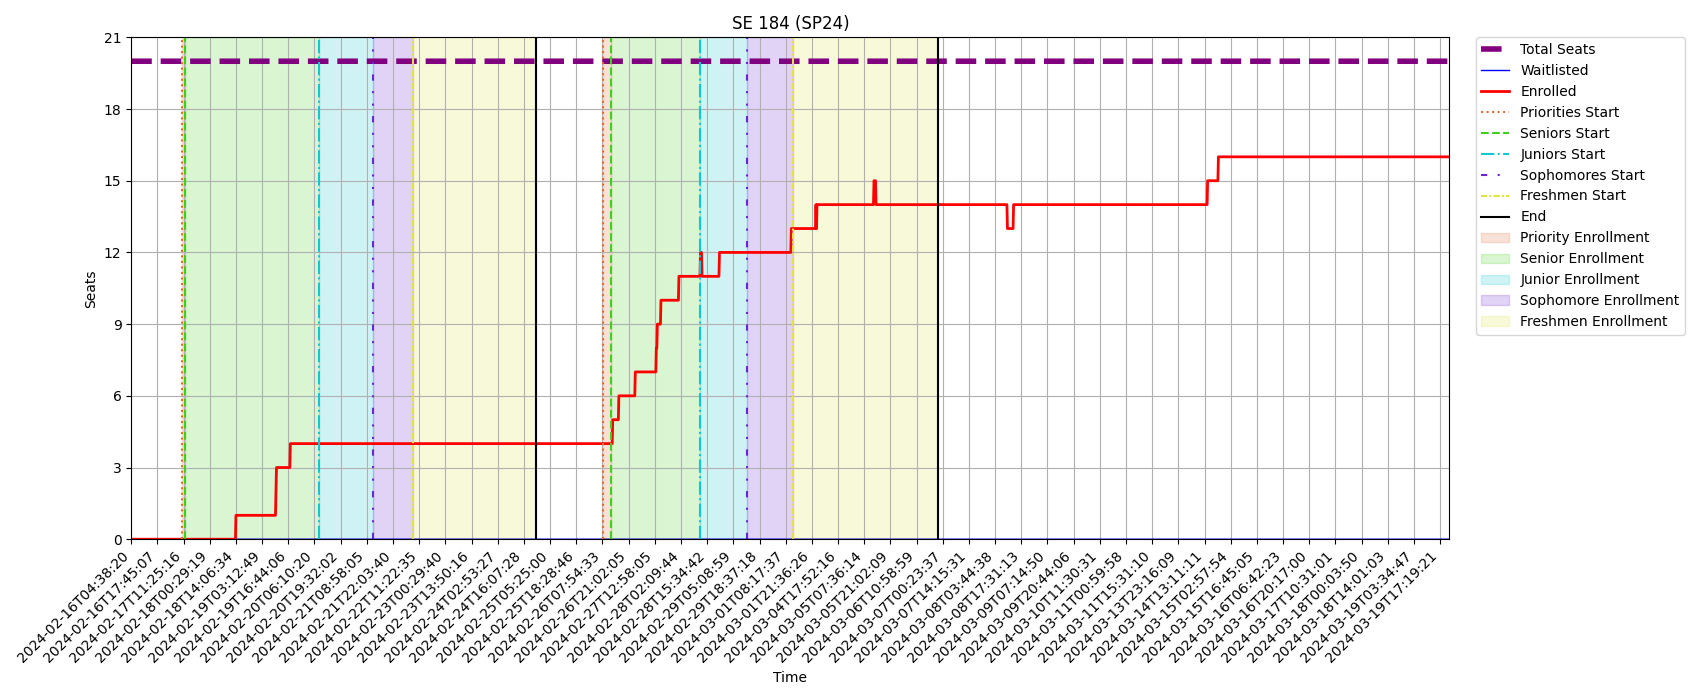 SE 184 (SP24)
21
18
15
12
9
6
3
0
Seats
2024-02-16T04:38:20
2024-02-16T17:45:07
2024-02-17T11:25:16
2024-02-18T00:29:19
2024-02-18T14:06:34
2024-02-19T03:12:49
2024-02-19T16:44:06
2024-02-20T06:10:20
2024-02-20T19:32:02
2024-02-21T08:58:05
2024-02-21T22:03:40
2024-02-22T11:22:35
2024-02-23T00:29:40
2024-02-23T13:50:16
2024-02-24T02:53:27
2024-02-24T16:07:28
2024-02-25T05:25:00
2024-02-25T18:28:46
2024-02-26T07:54:33
2024-02-26T21:02:05
2024-02-27T12:58:05
2024-02-28T02:09:44
2024-02-28T15:34:42
2024-02-29T05:08:59
2024-02-29T18:37:18
2024-03-01T08:17:37
2024-03-01T21:36:26
2024-03-04T17:52:16
2024-03-05T07:36:14
2024-03-05T21:02:09
2024-03-06T10:58:59
2024-03-07T00:23:37
2024-03-07T14:15:31
2024-03-08T03:44:38
2024-03-08T17:31:13
2024-03-09T07:14:50
2024-03-09T20:44:06
2024-03-10T11:30:31
2024-03-11T00:59:58
2024-03-11T15:31:10
2024-03-13T23:16:09
2024-03-14T13:11:11
2024-03-15T02:57:54
2024-03-15T16:45:05
2024-03-16T06:42:23
2024-03-16T20:17:00
2024-03-17T10:31:01
2024-03-18T00:03:50
2024-03-18T14:01:03
2024-03-19T03:34:47
2024-03-19T17:19:21
Time
Total Seats
Waitlisted
Enrolled
Priorities Start
Seniors Start
Juniors Start
Sophomores Start
Freshmen Start
End
Priority Enrollment
Senior Enrollment
Junior Enrollment
Sophomore Enrollment
Freshmen Enrollment